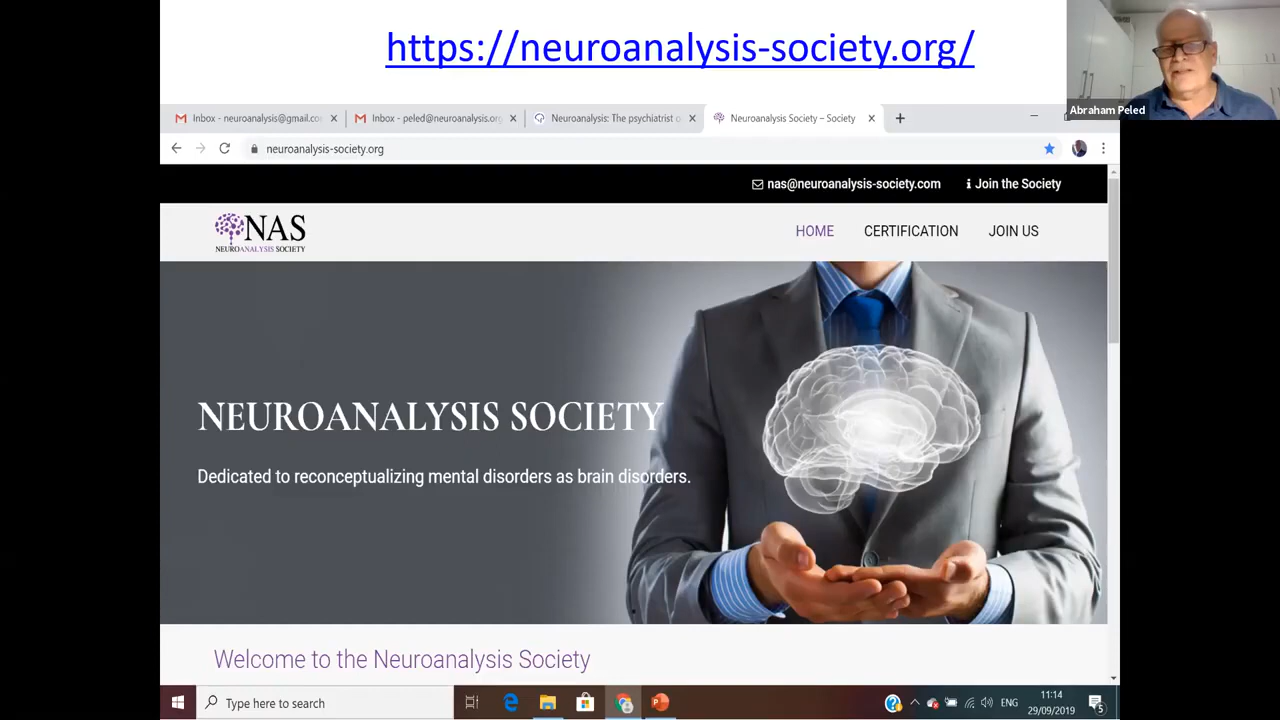 https://neuroanalysis-society.org/
Abraham Peled
Inbox - neuroanalysis@gmail.co
Inbox - peled@neuroanalysis.org
Neuroanalysis: The psychiatrist o
Neuroanalysis Society – Society
neuroanalysis-society.org
nas@neuroanalysis-society.com
Join the Society
NAS
NEUROANALYSIS SOCIETY
HOME
CERTIFICATION
JOIN US
NEUROANALYSIS SOCIETY
Dedicated to reconceptualizing mental disorders as brain disorders.
Welcome to the Neuroanalysis Society
Type here to search
ENG
11:14
29/09/2019
5